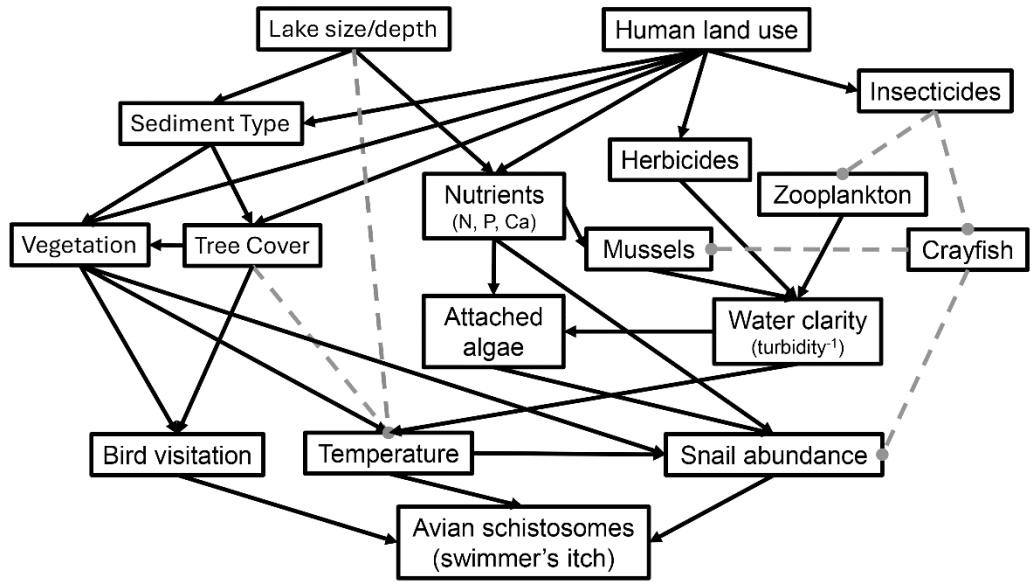 Lake size/depth
Human land use
Insecticides
Sediment Type
Herbicides
Nutrients
(N, P, Ca)
Zooplankton
Vegetation
Tree Cover
Mussels
Crayfish
Attached
algae
Water clarity
(turbidity⁻¹)
Bird visitation
Temperature
Snail abundance
Avian schistosomes
(swimmer's itch)